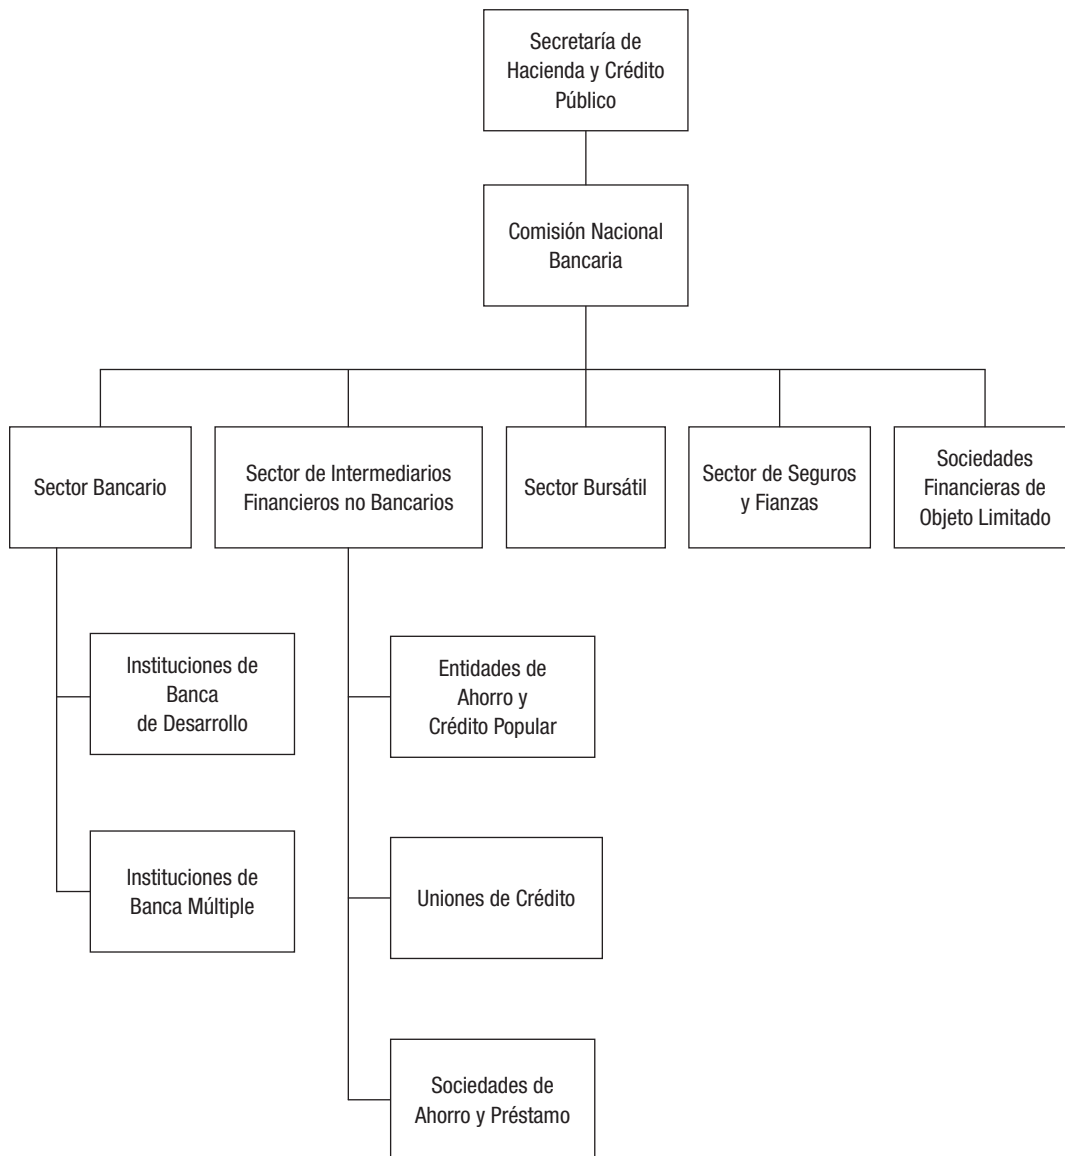 Secretaría de
Hacienda y Crédito
Público
Comisión Nacional
Bancaria
Sector Bancario
Sector de Intermediarios
Financieros no Bancarios
Sector Bursátil
Sector de Seguros
y Fianzas
Sociedades
Financieras de
Objeto Limitado
Instituciones de
Banca
de Desarrollo
Entidades de
Ahorro y
Crédito Popular
Instituciones de
Banca Múltiple
Uniones de Crédito
Sociedades de
Ahorro y Préstamo